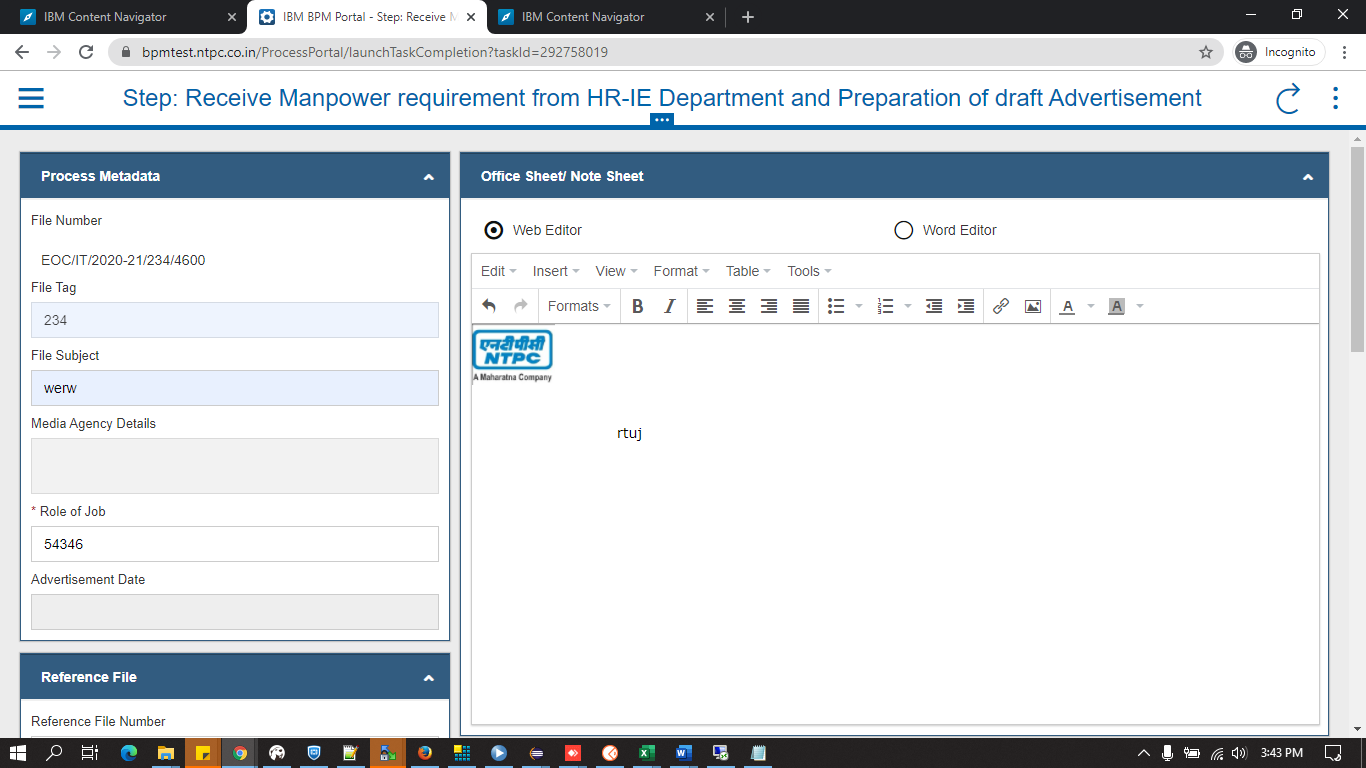 IBM Content Navigator
IBM BPM Portal - Step: Receive M
IBM Content Navigator
bpmtest.ntpc.co.in/ProcessPortal/launchTaskCompletion?taskId=292758019
Incognito
Step: Receive Manpower requirement from HR-IE Department and Preparation of draft Advertisement
Process Metadata
File Number
EOC/IT/2020-21/234/4600
File Tag
234
File Subject
werw
Media Agency Details
* Role of Job
54346
Advertisement Date
Reference File
Reference File Number
Office Sheet/ Note Sheet
Web Editor
Word Editor
Edit Insert View Format Table Tools
Formats B I A A
एनटीपीसी
NTPC
A Maharatna Company
rtuj
3:43 PM